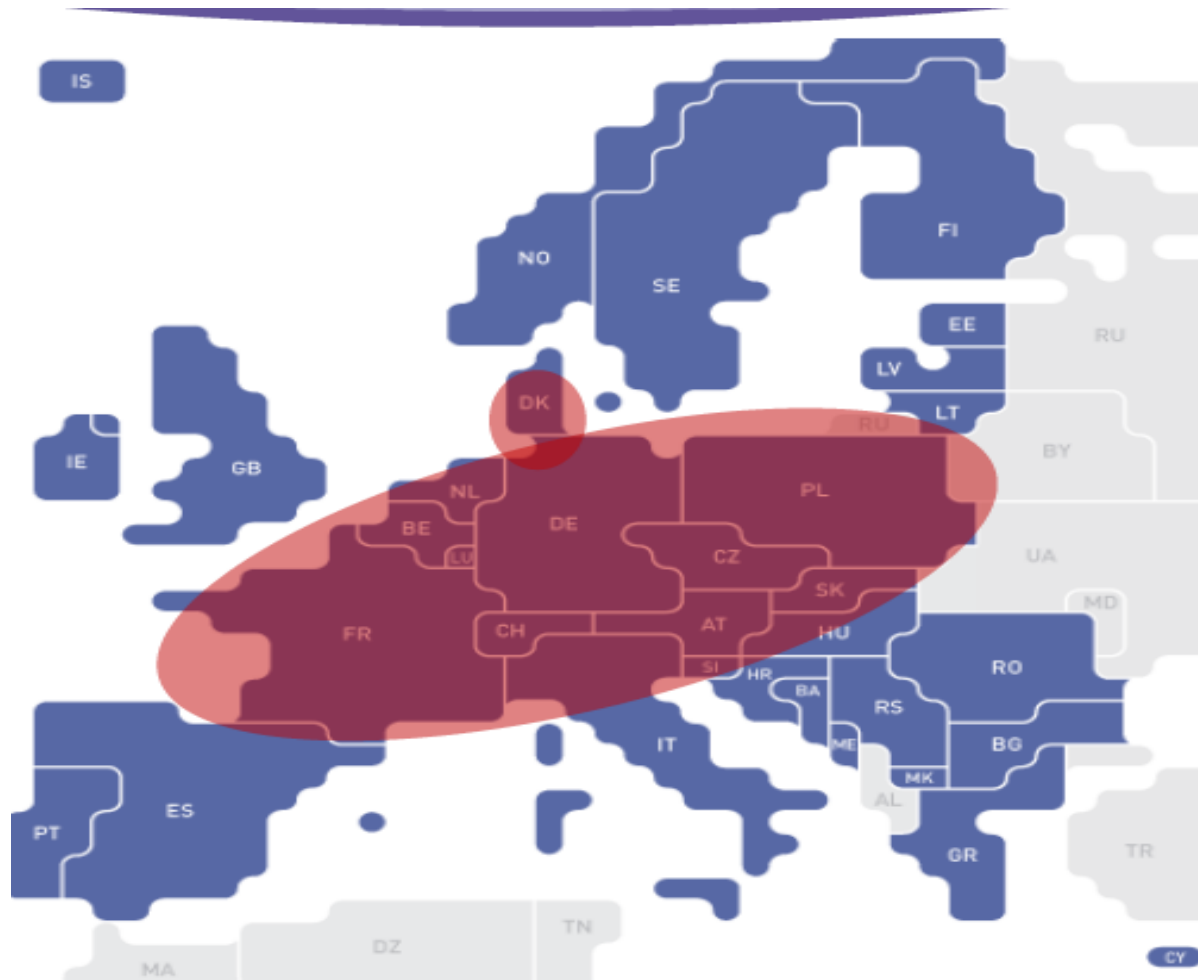 IS
NO
FI
SE
EE
RU
LV
DK
LT
RU
BY
IE
GB
NL
PL
BE
DE
LU
CZ
UA
SK
MD
FR
CH
AT
HU
SI
HR
RO
BA
RS
IT
ME
BG
MK
AL
ES
PT
GR
TR
TN
DZ
MA
CY